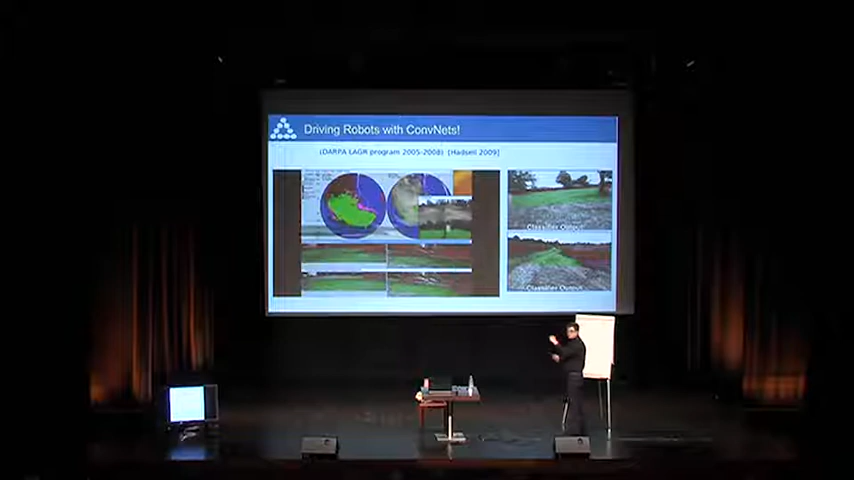 Driving Robots with ConvNets!
(DARPA LAGR program 2005-2008) [Hadsell 2009]
Classifier Output
Classifier Output